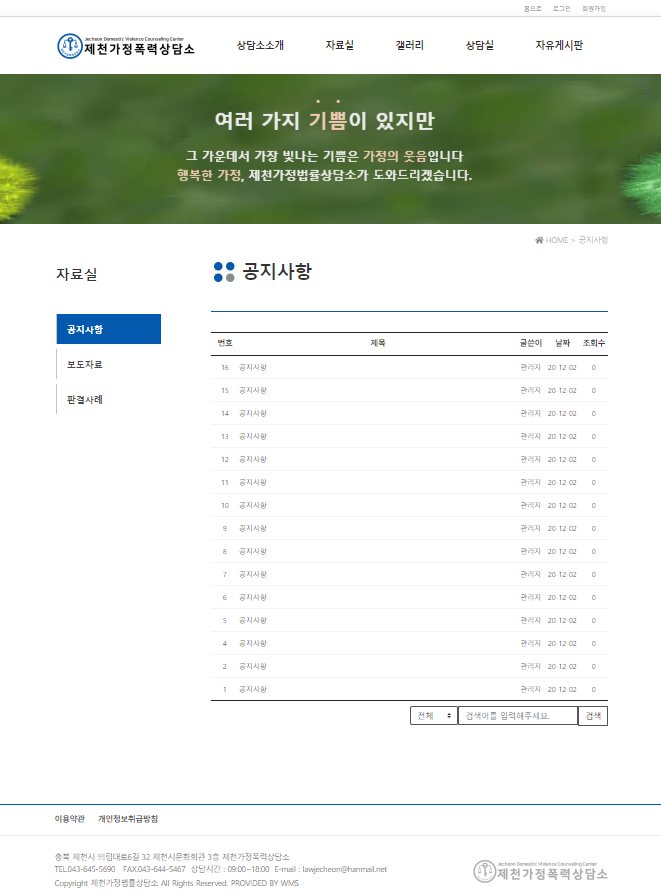 홈으로 로그인 회원가입
Jecheon Domestic Violence Counseling Center
제천가정폭력상담소
상담소소개 자료실 갤러리 상담실 자유게시판
여러 가지 기쁨이 있지만
그 가운데서 가장 빛나는 기쁨은 가정의 웃음입니다
행복한 가정, 제천가정법률상담소가 도와드리겠습니다.
HOME > 공지사항
자료실
공지사항
보도자료
판결사례
공지사항
번호 제목 글쓴이 날짜 조회수
16 공지사항 관리자 20-12-02 0
15 공지사항 관리자 20-12-02 0
14 공지사항 관리자 20-12-02 0
13 공지사항 관리자 20-12-02 0
12 공지사항 관리자 20-12-02 0
11 공지사항 관리자 20-12-02 0
10 공지사항 관리자 20-12-02 0
9 공지사항 관리자 20-12-02 0
8 공지사항 관리자 20-12-02 0
7 공지사항 관리자 20-12-02 0
6 공지사항 관리자 20-12-02 0
5 공지사항 관리자 20-12-02 0
4 공지사항 관리자 20-12-02 0
2 공지사항 관리자 20-12-02 0
1 공지사항 관리자 20-12-02 0
전체 검색어를 입력해주세요. 검색
이용약관 개인정보취급방침
충북 제천시 의림대로6길 32 제천시문화회관 3층 제천가정폭력상담소
TEL.043-645-5690 FAX.043-644-5467 상담시간 : 09:00~18:00 E-mail : lawjecheon@hanmail.net
Copyright 제천가정법률상담소 All Rights Reserved. PROVIDED BY WMS
Jecheon Domestic Violence Counseling Center
제천가정폭력상담소